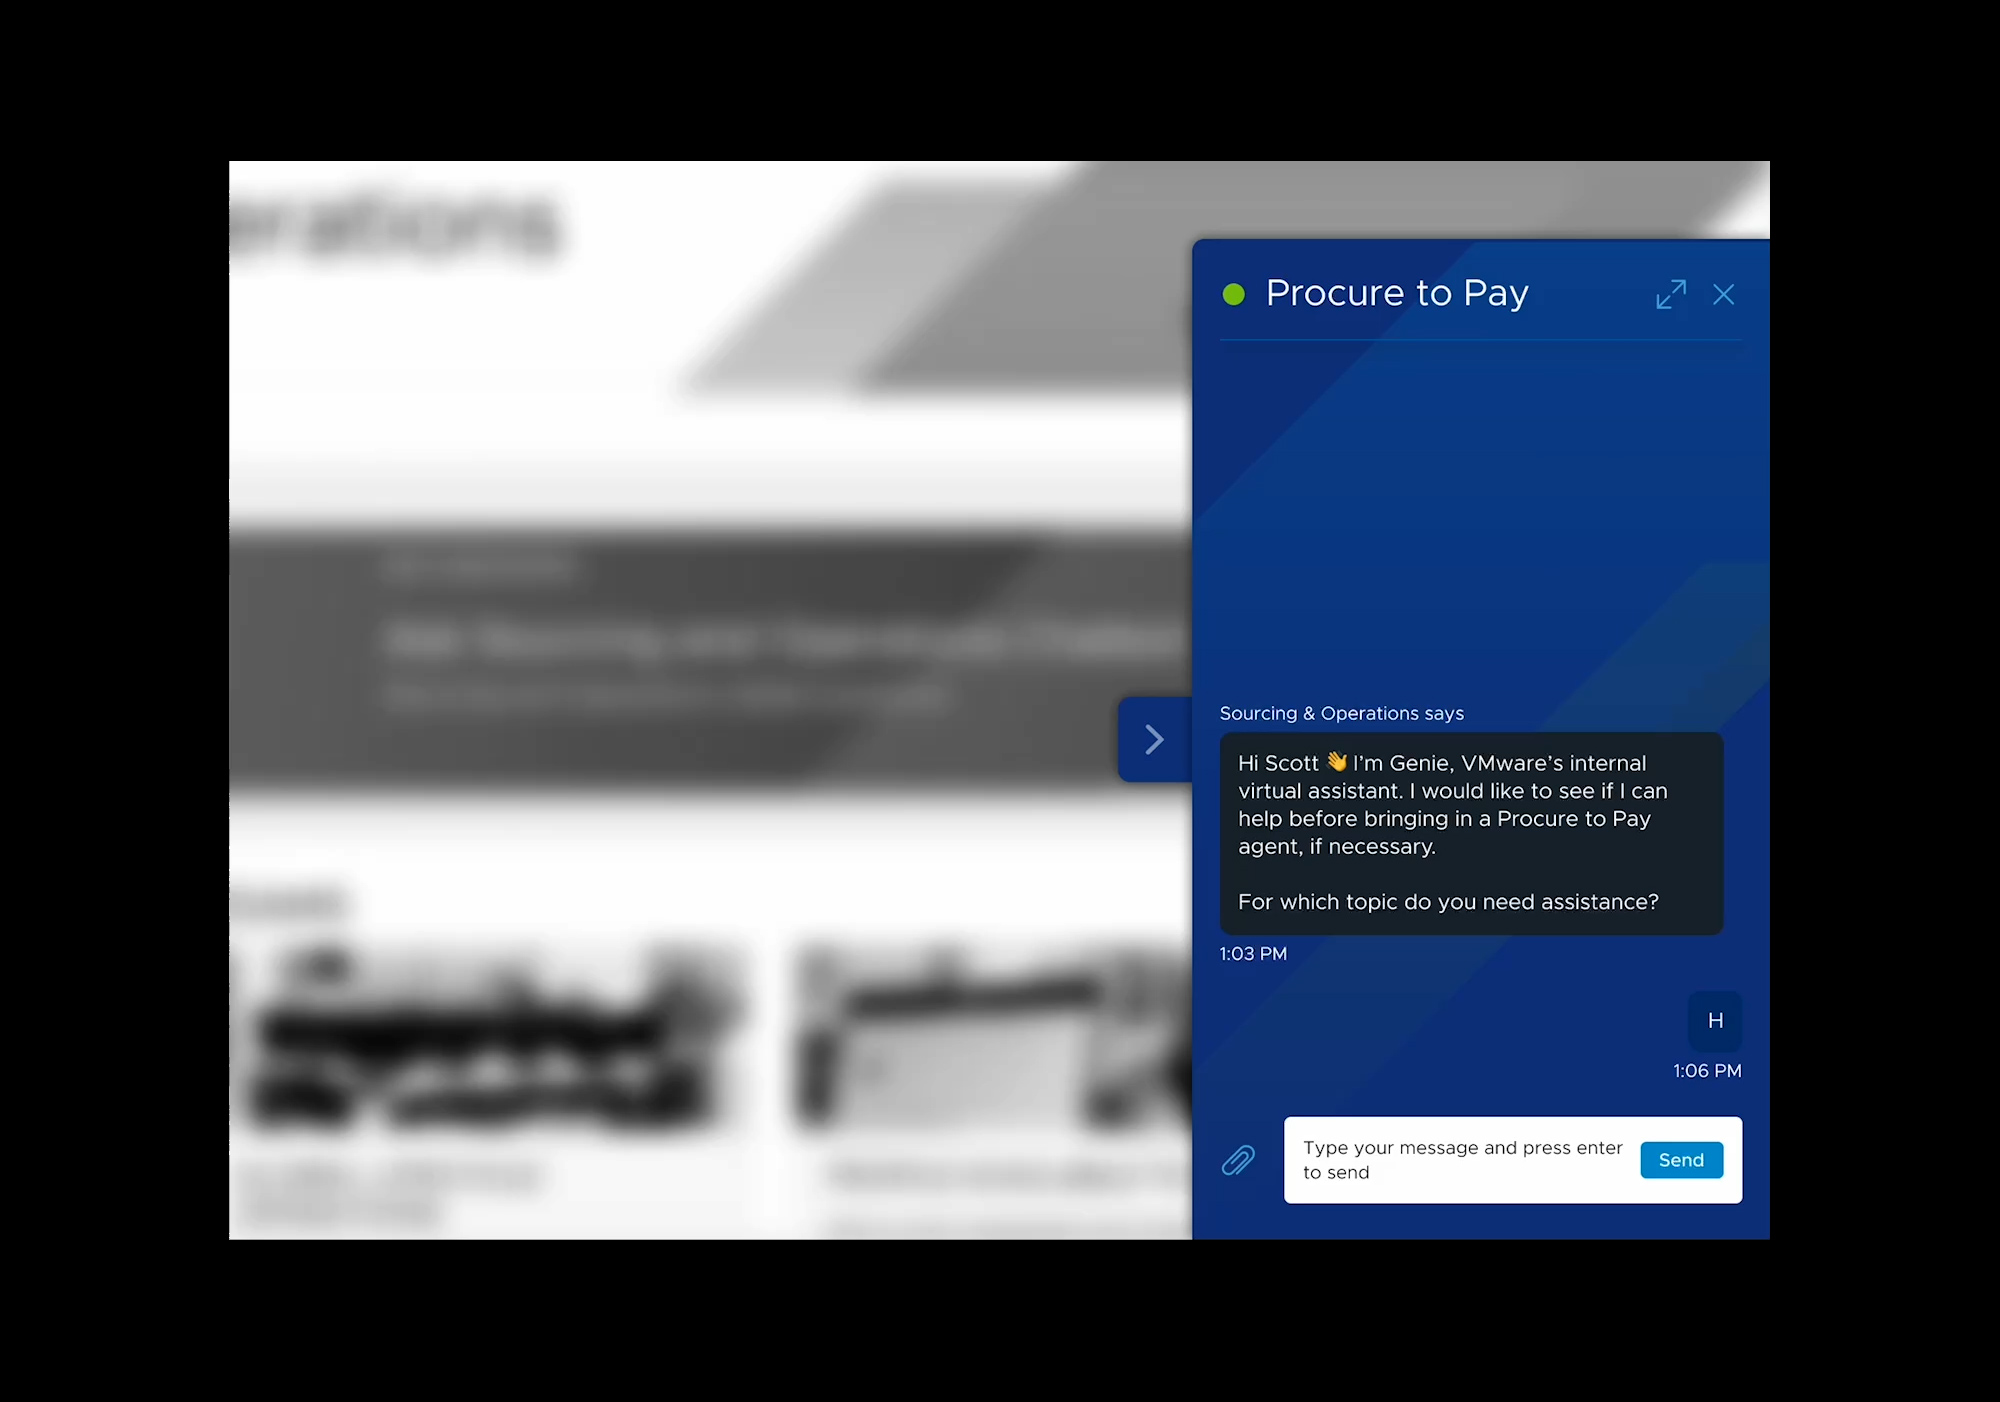 erations
Procure to Pay
Sourcing & Operations says
Hi Scott 👋 I'm Genie, VMware's internal
virtual assistant. I would like to see if I can
help before bringing in a Procure to Pay
agent, if necessary.
For which topic do you need assistance?
1:03 PM
H
1:06 PM
Type your message and press enter
to send
Send